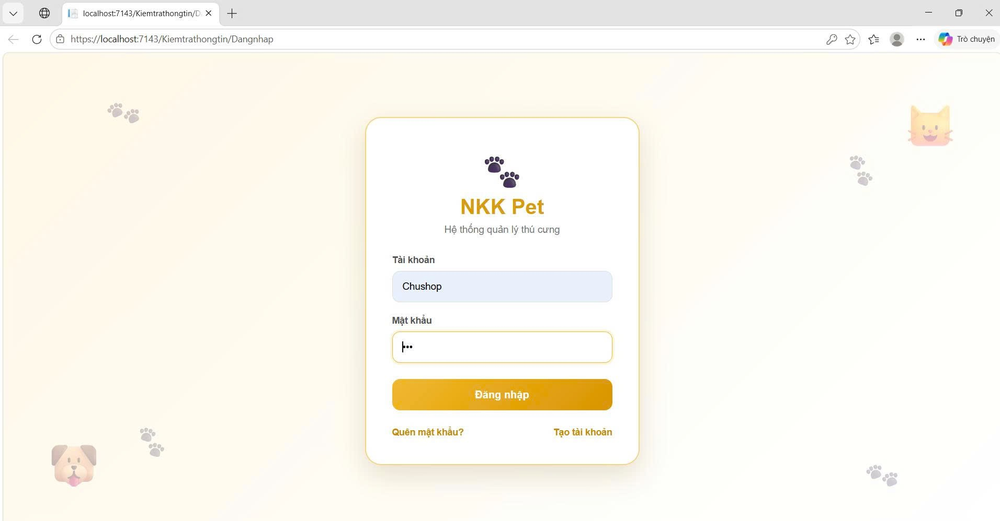 localhost:7143/Kiemtrathongtin/D
https://localhost:7143/Kiemtrathongtin/Dangnhap
Trò chuyện
NKK Pet
Hệ thống quản lý thú cưng
Tài khoản
Chushop
Mật khẩu
•••
Đăng nhập
Quên mật khẩu?
Tạo tài khoản